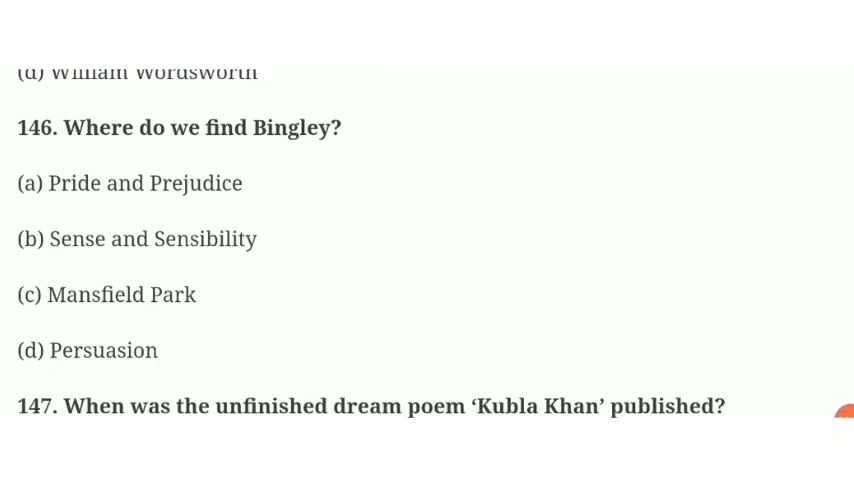 (d) William Wordsworth
146. Where do we find Bingley?
(a) Pride and Prejudice
(b) Sense and Sensibility
(c) Mansfield Park
(d) Persuasion
147. When was the unfinished dream poem ‘Kubla Khan’ published?